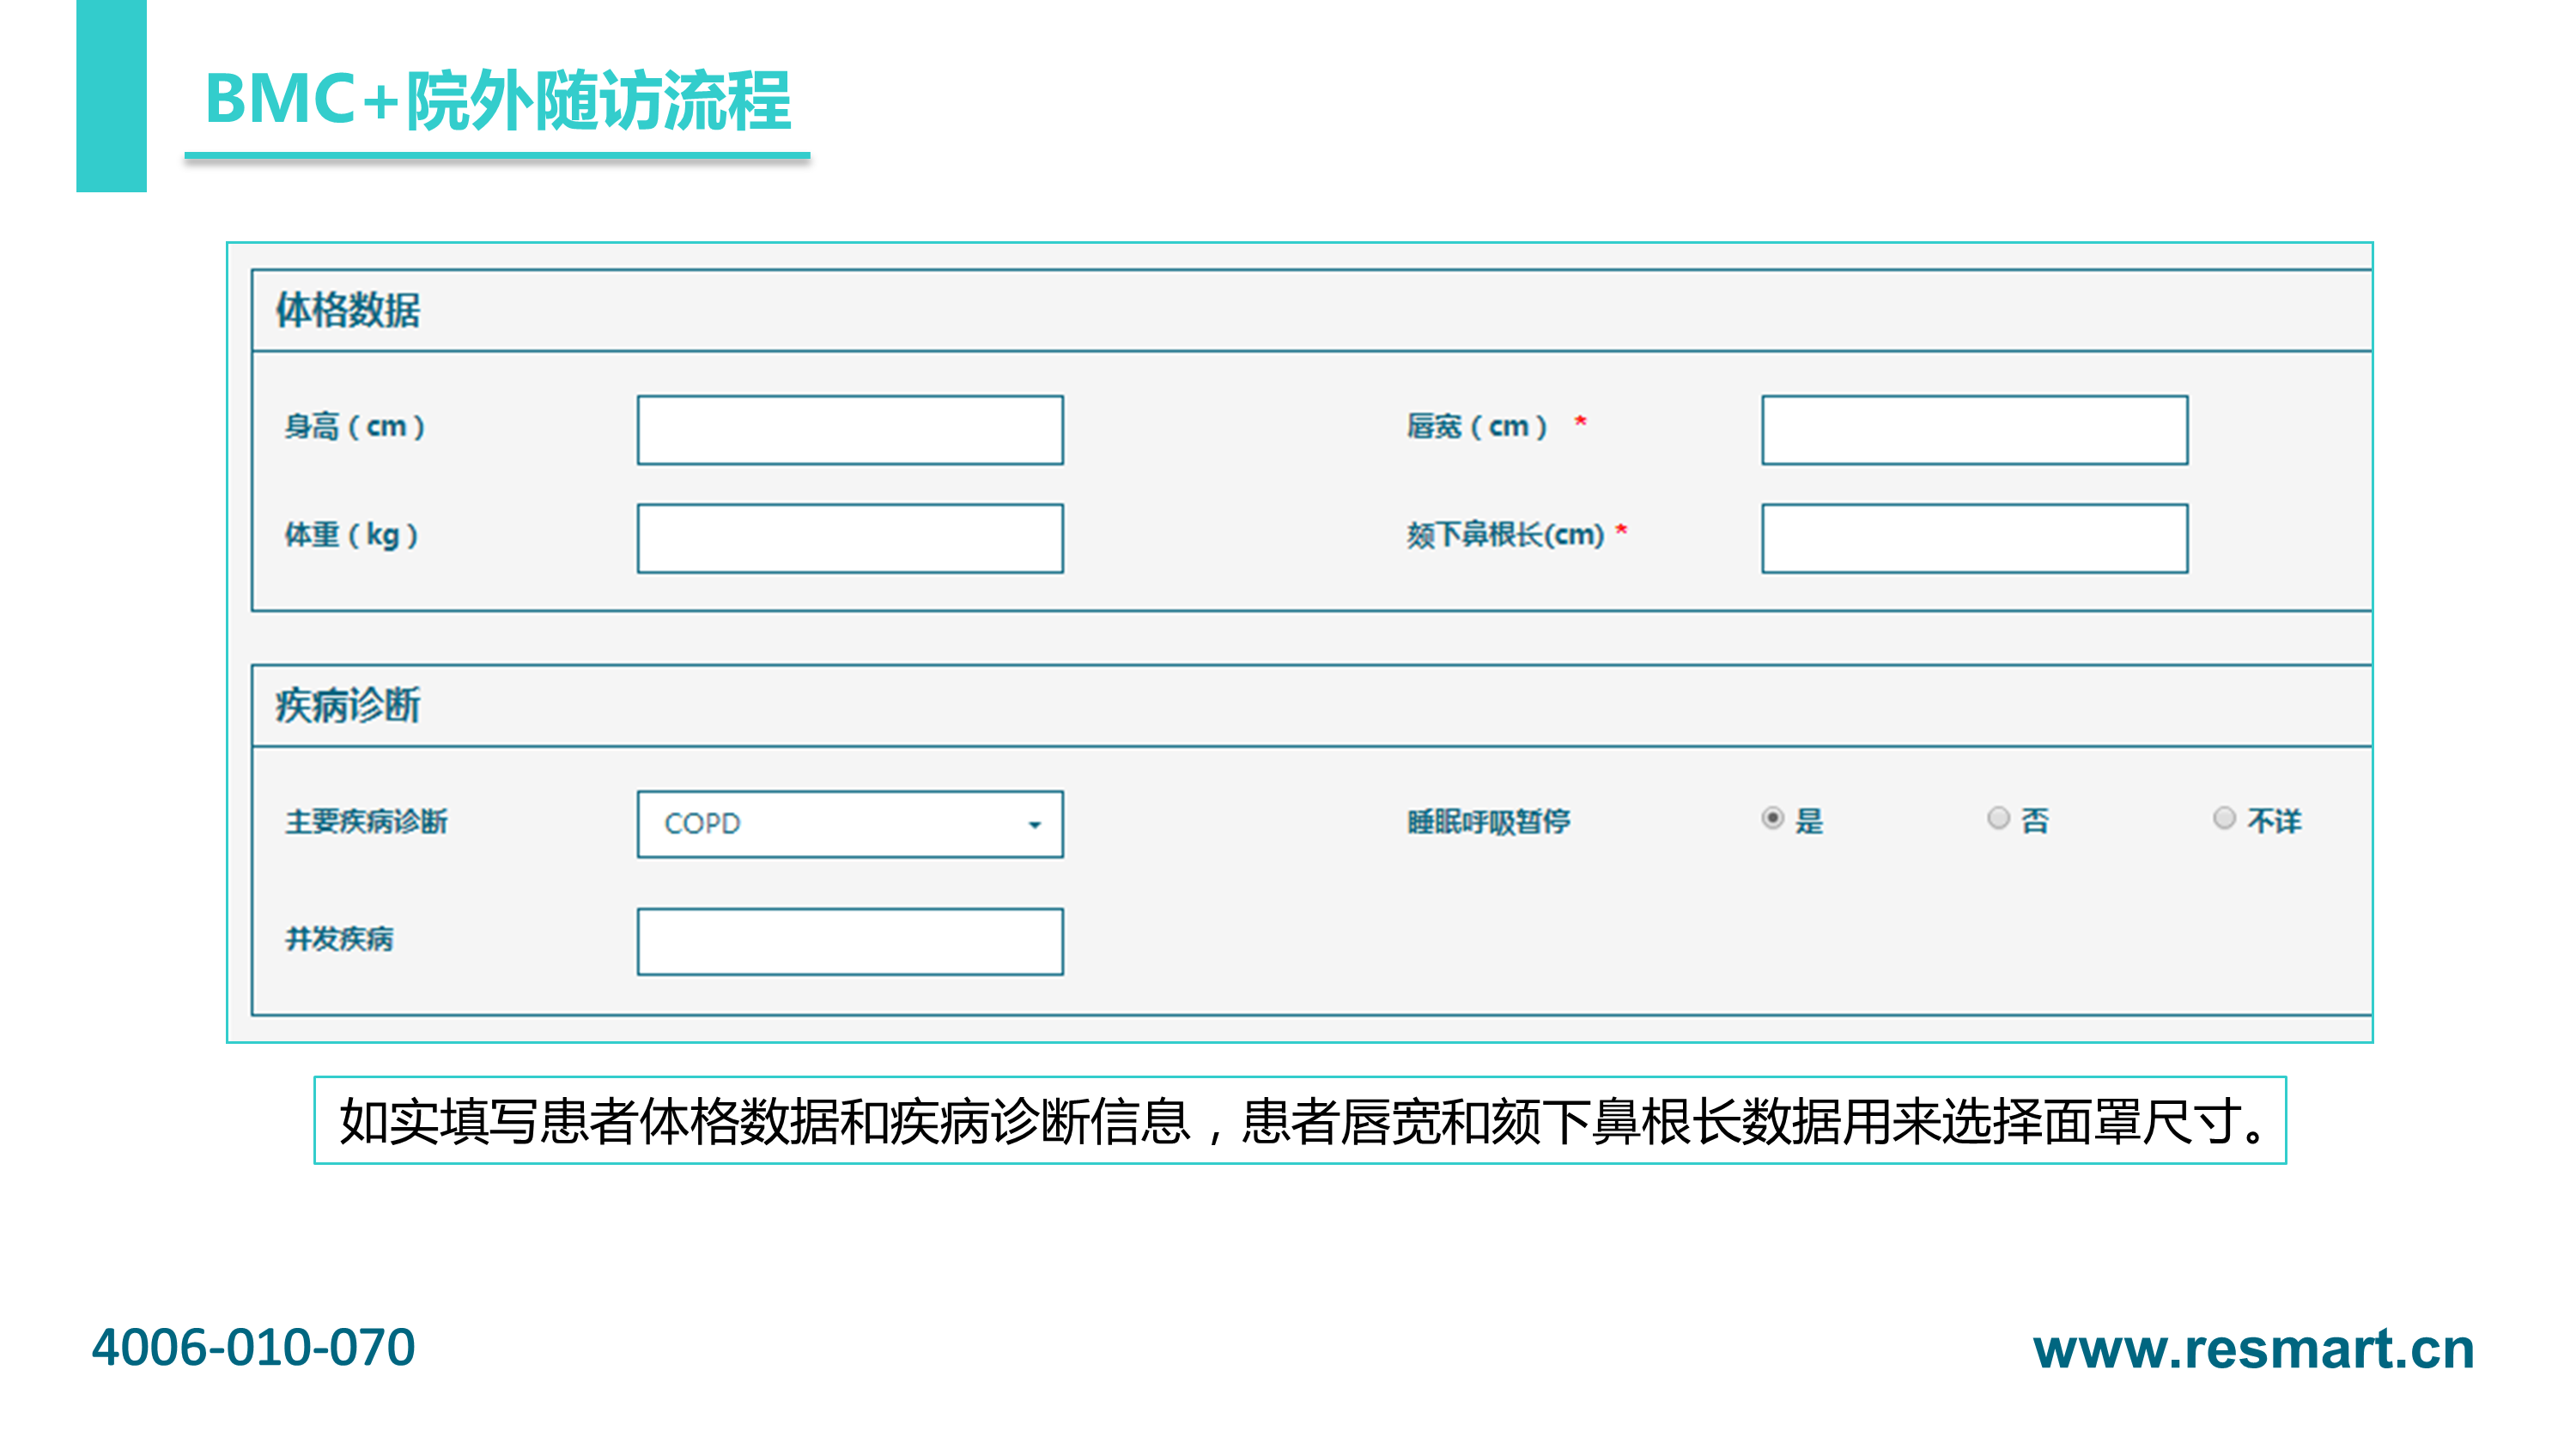 BMC+院外随访流程
体格数据
身高（cm） 唇宽（cm） *
体重（kg） 颏下鼻根长(cm) *
疾病诊断
主要疾病诊断 COPD 睡眠呼吸暂停 是 否 不详
并发疾病
如实填写患者体格数据和疾病诊断信息，患者唇宽和颏下鼻根长数据用来选择面罩尺寸。
4006-010-070 www.resmart.cn